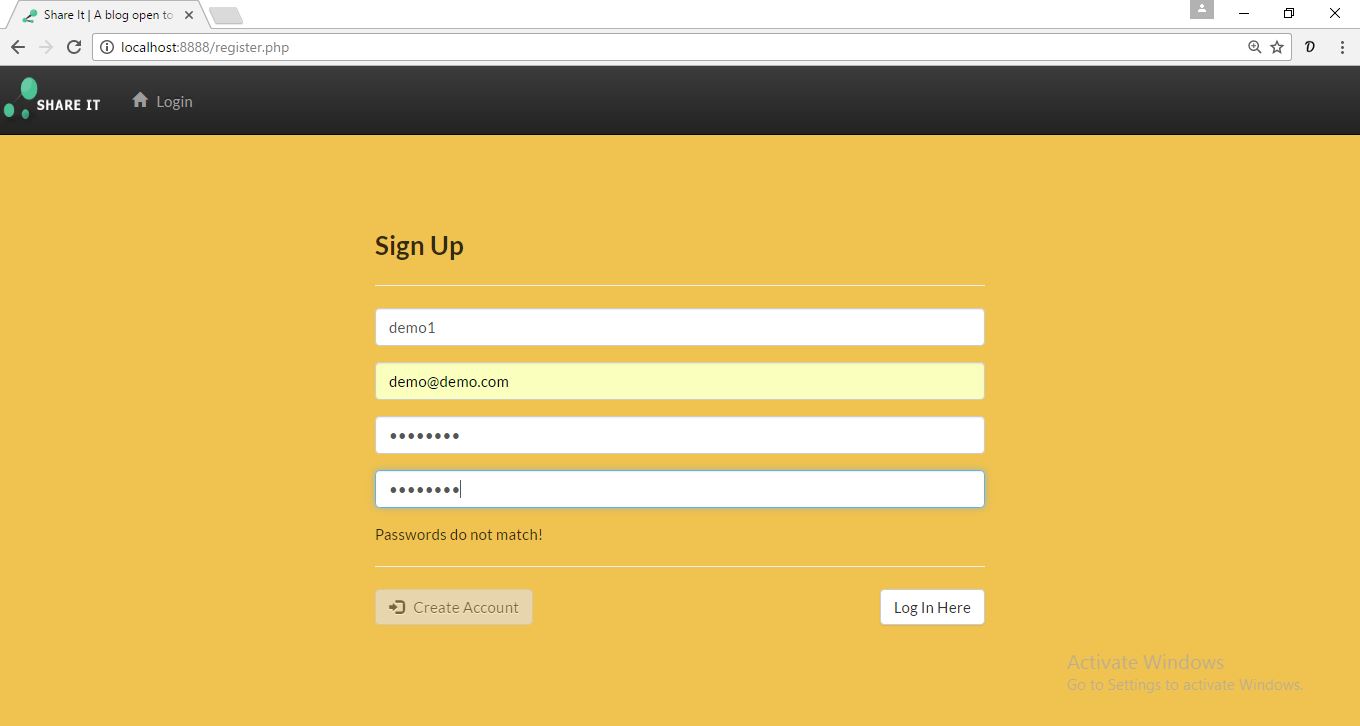 Share It | A blog open to
localhost:8888/register.php
SHARE IT
Login
Sign Up
demo1
demo@demo.com
••••••••
••••••••
Passwords do not match!
Create Account
Log In Here
Activate Windows
Go to Settings to activate Windows.